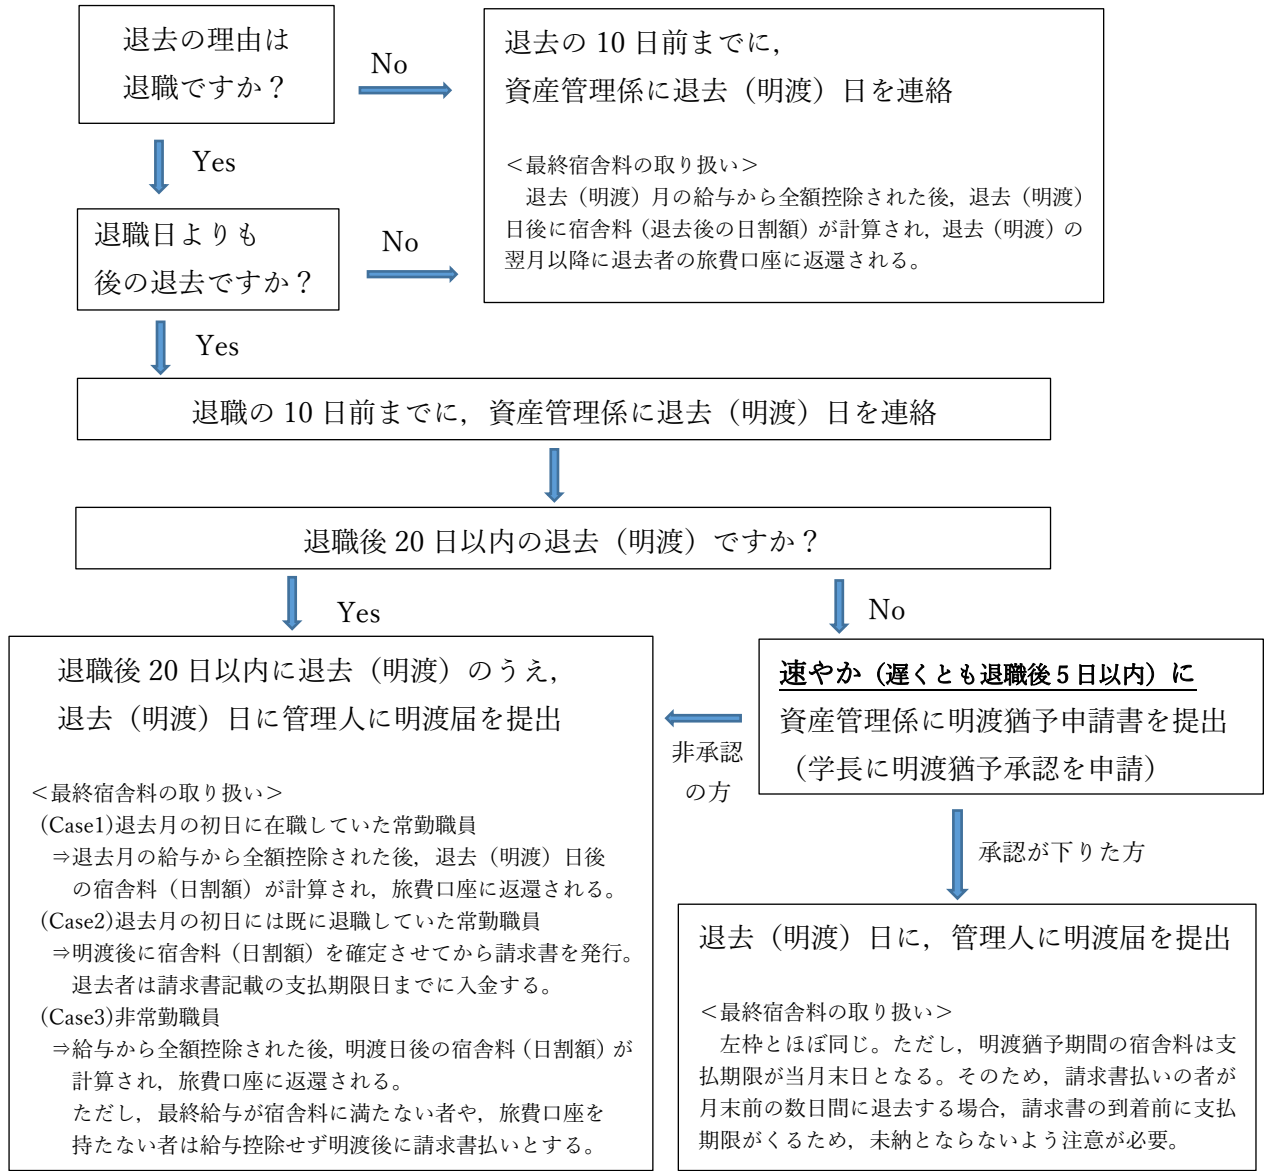 退去の理由は
退職ですか？
No
退去の 10 日前までに，
資産管理係に退去（明渡）日を連絡
＜最終宿舎料の取り扱い＞
退去（明渡）月の給与から全額控除された後，退去（明渡）
日後に宿舎料（退去後の日割額）が計算され，退去（明渡）の
翌月以降に退去者の旅費口座に返還される。
Yes
退職日よりも
後の退去ですか？
No
Yes
退職の 10 日前までに，資産管理係に退去（明渡）日を連絡
退職後 20 日以内の退去（明渡）ですか？
Yes
No
退職後 20 日以内に退去（明渡）のうえ，
退去（明渡）日に管理人に明渡届を提出
＜最終宿舎料の取り扱い＞
(Case1)退去月の初日に在職していた常勤職員
⇒退去月の給与から全額控除された後，退去（明渡）日後
の宿舎料（日割額）が計算され，旅費口座に返還される。
(Case2)退去月の初日には既に退職していた常勤職員
⇒明渡後に宿舎料（日割額）を確定させてから請求書を発行。
退去者は請求書記載の支払期限日までに入金する。
(Case3)非常勤職員
⇒給与から全額控除された後，明渡日後の宿舎料（日割額）が
計算され，旅費口座に返還される。
ただし，最終給与が宿舎料に満たない者や，旅費口座を
持たない者は給与控除せず明渡後に請求書払いとする。
速やか（遅くとも退職後 5 日以内）に
資産管理係に明渡猶予申請書を提出
（学長に明渡猶予承認を申請）
非承認
の方
承認が下りた方
退去（明渡）日に，管理人に明渡届を提出
＜最終宿舎料の取り扱い＞
左枠とほぼ同じ。ただし，明渡猶予期間の宿舎料は支
払期限が当月末日となる。そのため，請求書払いの者が
月末前の数日間に退去する場合，請求書の到着前に支払
期限がくるため，未納とならないよう注意が必要。